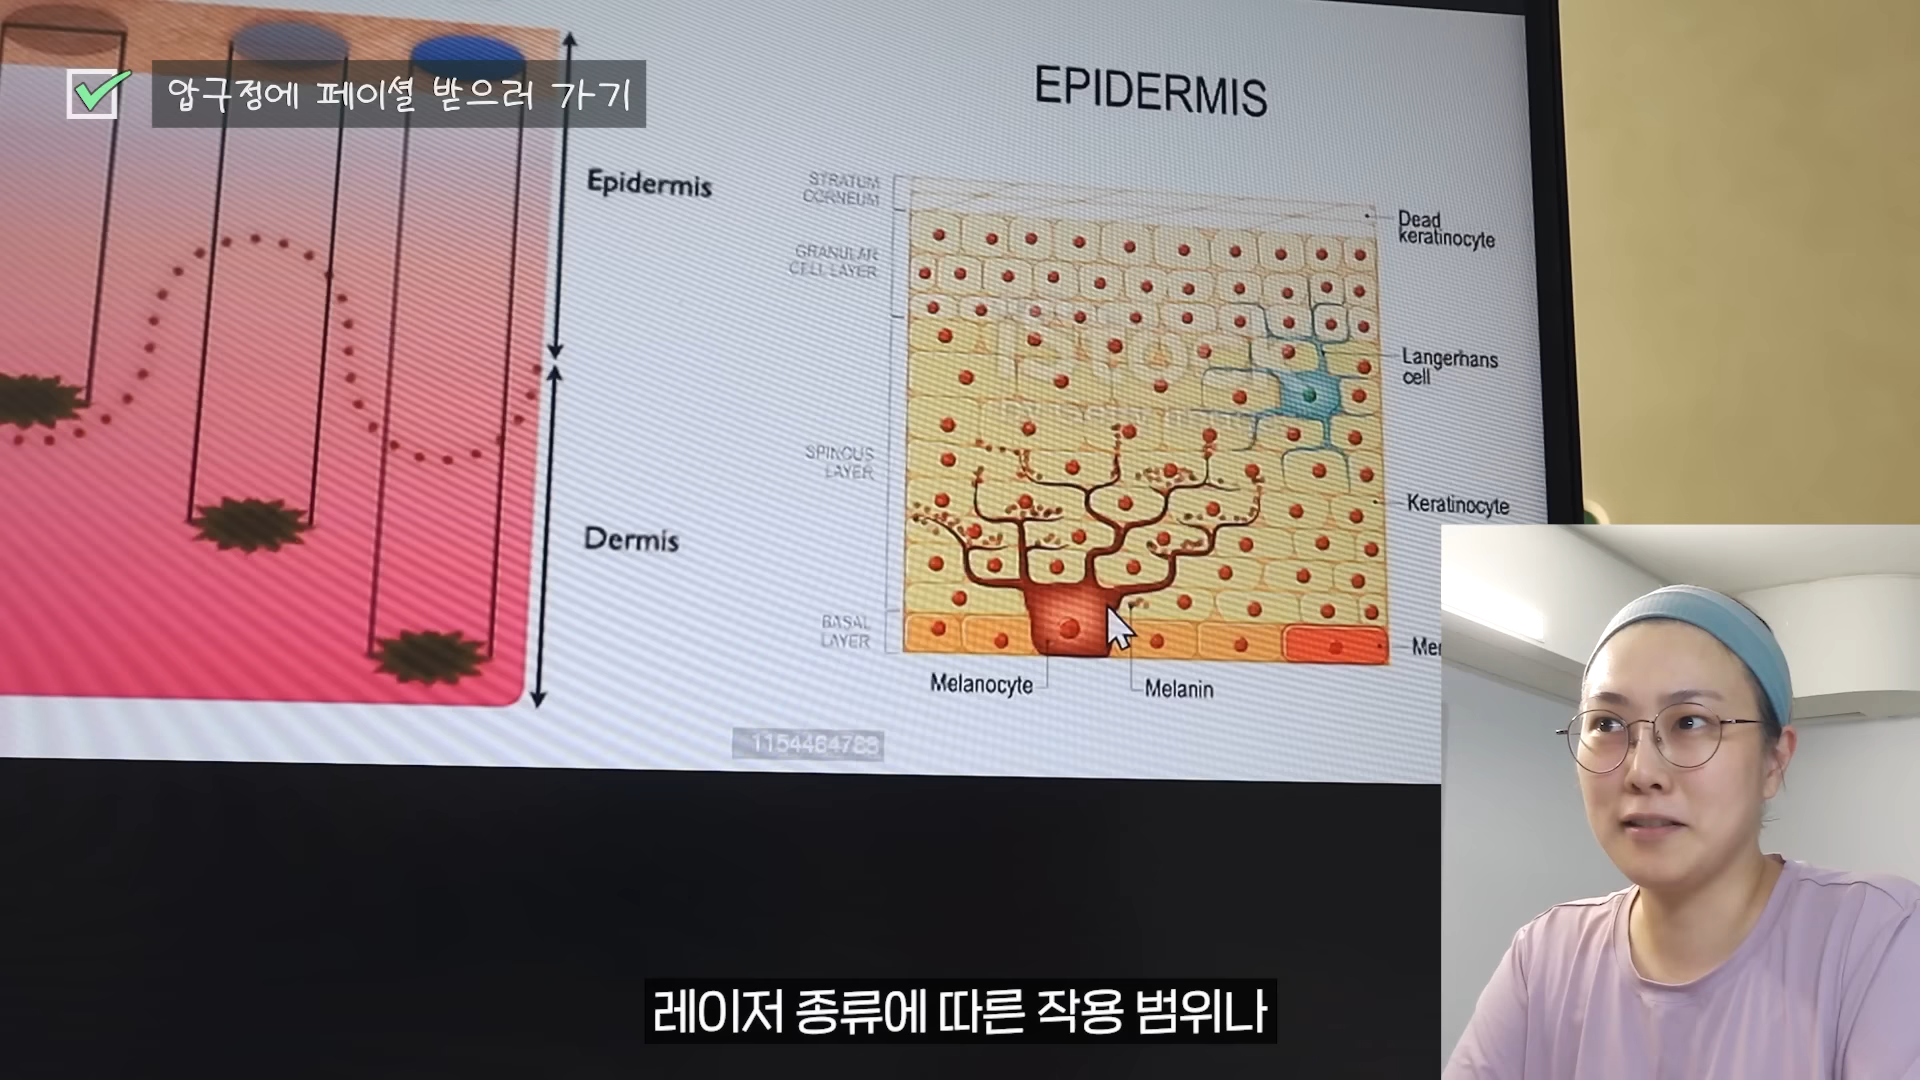 압구정에 페이셜 받으러 가기
EPIDERMIS
Epidermis
Dermis
STRATUM
CORNEUM
GRANULAR
CELL LAYER
SPINOUS
LAYER
BASAL
LAYER
Dead
keratinocyte
Langerhans
cell
Keratinocyte
Melanocyte
Melanin
1154464788
레이저 종류에 따른 작용 범위나